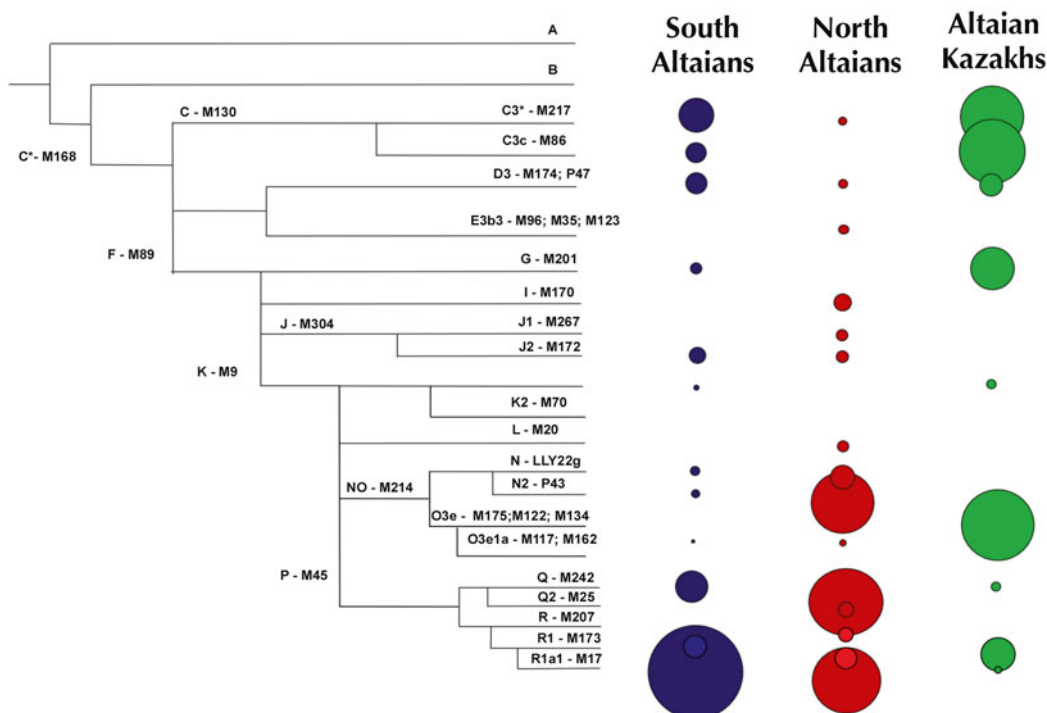 South
Altaians
North
Altaians
Altaian
Kazakhs
A
B
C - M130
C3* - M217
C3c - M86
C*- M168
D3 - M174; P47
E3b3 - M96; M35; M123
F - M89
G - M201
I - M170
J - M304
J1 - M267
J2 - M172
K - M9
K2 - M70
L - M20
N - LLY22g
NO - M214
N2 - P43
O3e - M175;M122; M134
O3e1a - M117; M162
P - M45
Q - M242
Q2 - M25
R - M207
R1 - M173
R1a1 - M17